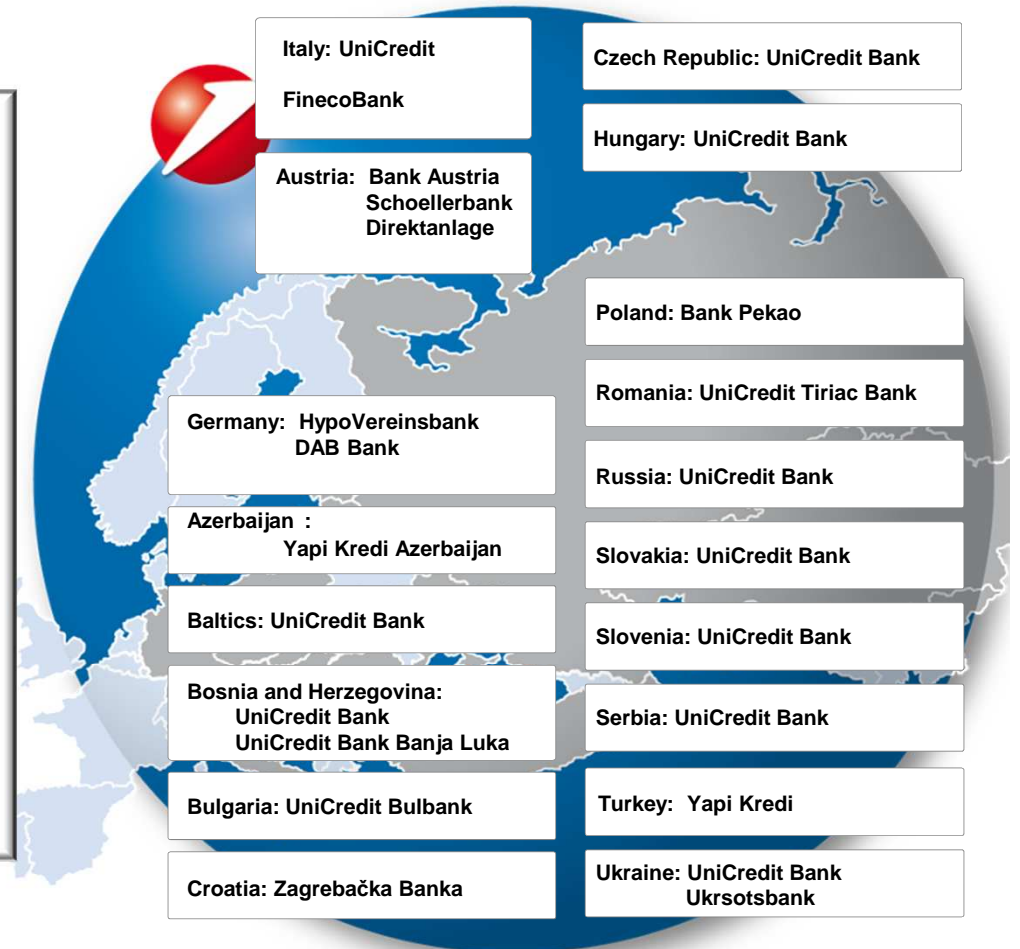 Italy: UniCredit
FinecoBank
Austria: Bank Austria
Schoellerbank
Direktanlage
Germany: HypoVereinsbank
DAB Bank
Azerbaijan :
Yapi Kredi Azerbaijan
Baltics: UniCredit Bank
Bosnia and Herzegovina:
UniCredit Bank
UniCredit Bank Banja Luka
Bulgaria: UniCredit Bulbank
Croatia: Zagrebačka Banka
Czech Republic: UniCredit Bank
Hungary: UniCredit Bank
Poland: Bank Pekao
Romania: UniCredit Tiriac Bank
Russia: UniCredit Bank
Slovakia: UniCredit Bank
Slovenia: UniCredit Bank
Serbia: UniCredit Bank
Turkey: Yapi Kredi
Ukraine: UniCredit Bank
Ukrsotsbank